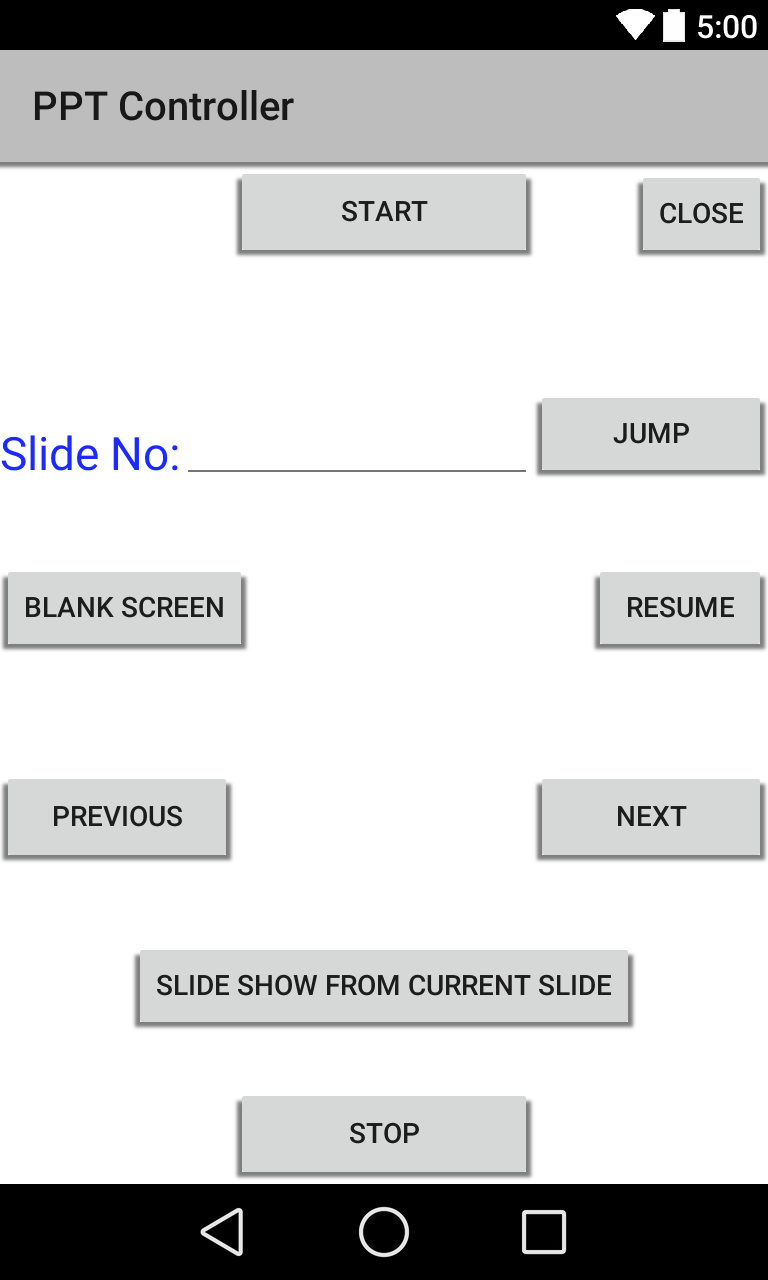 5:00
PPT Controller
START
CLOSE
Slide No:
JUMP
BLANK SCREEN
RESUME
PREVIOUS
NEXT
SLIDE SHOW FROM CURRENT SLIDE
STOP